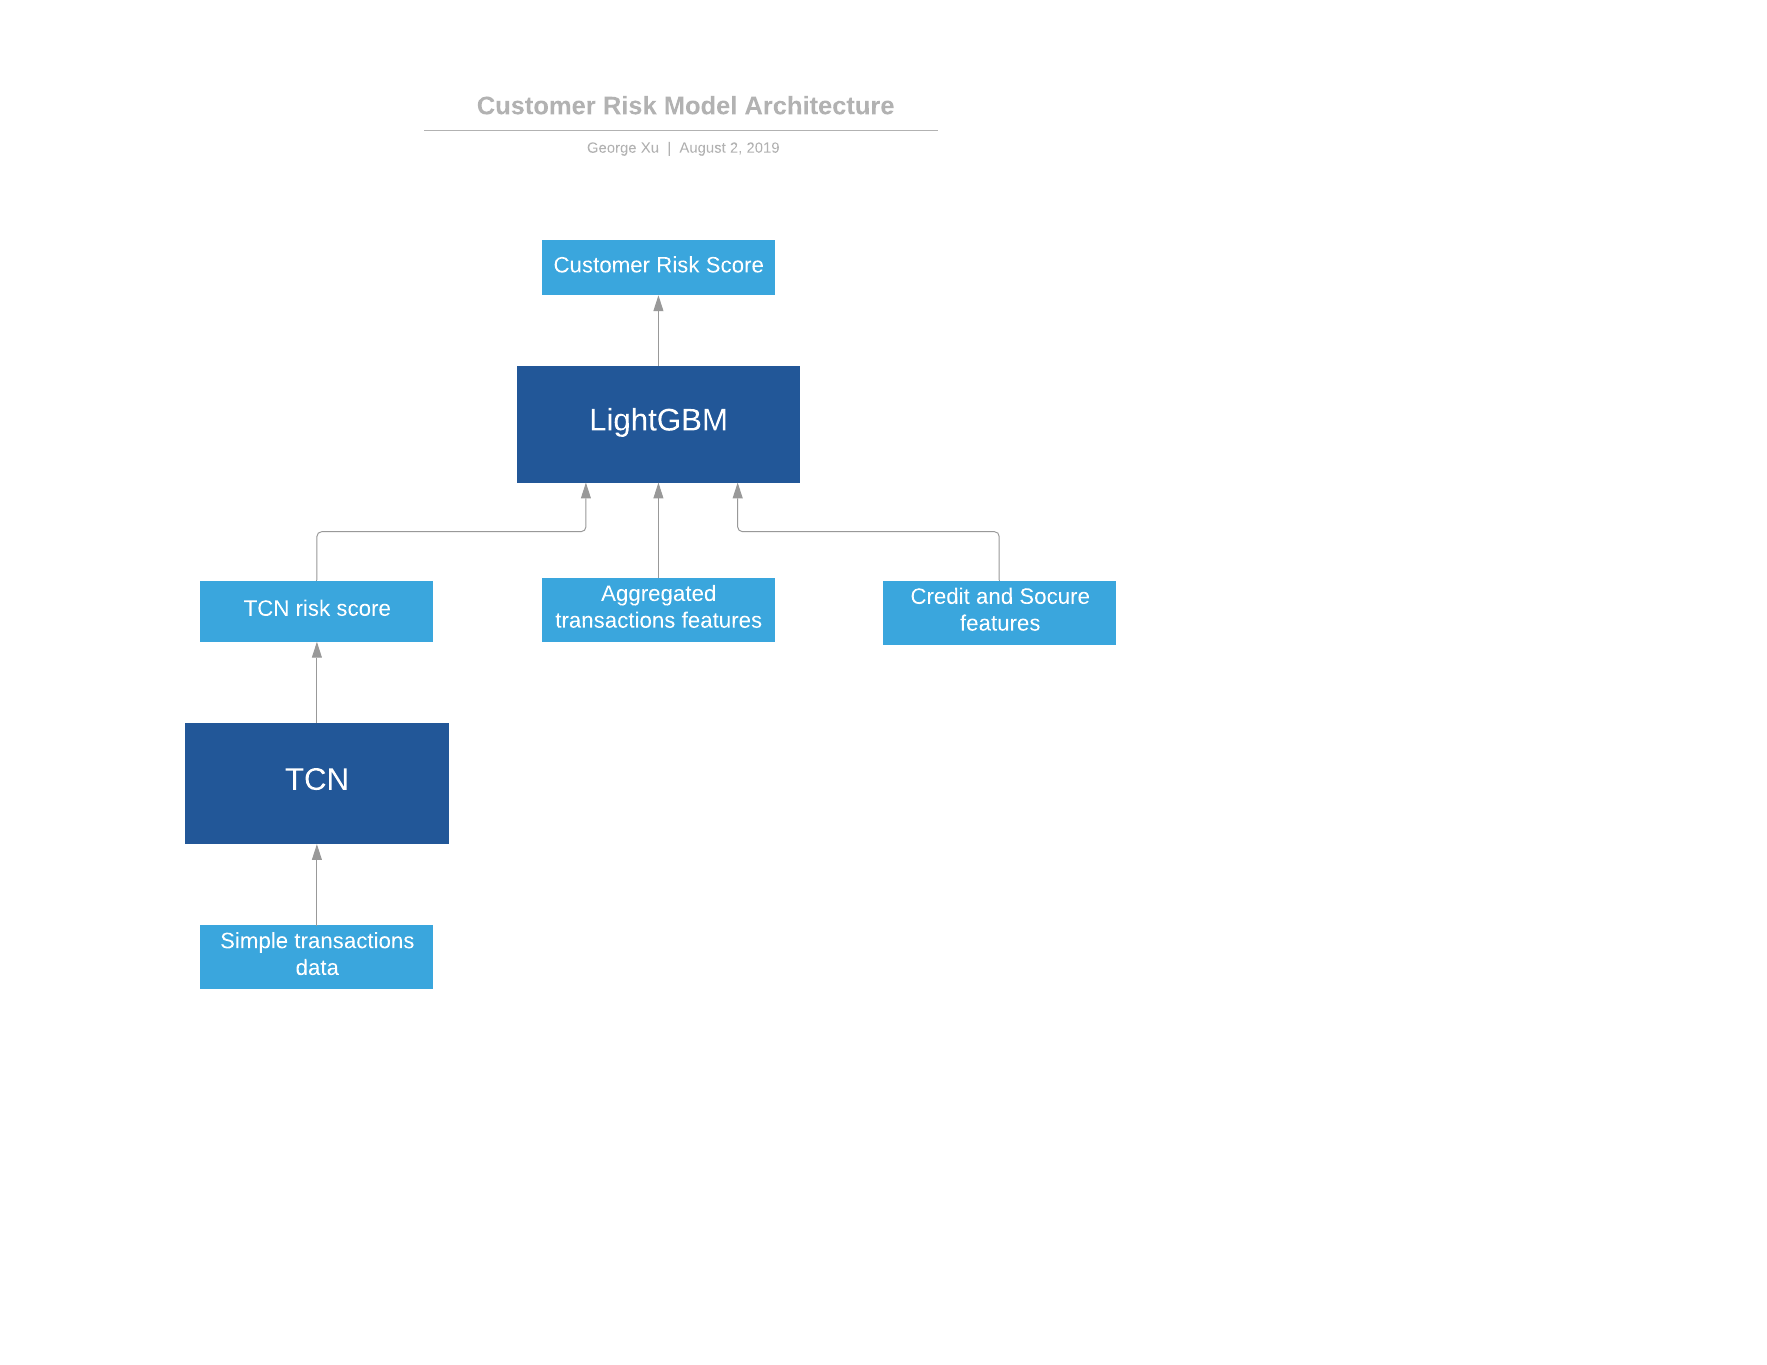 Customer Risk Model Architecture
George Xu | August 2, 2019
Customer Risk Score
LightGBM
TCN risk score
Aggregated
transactions features
Credit and Socure
features
TCN
Simple transactions
data